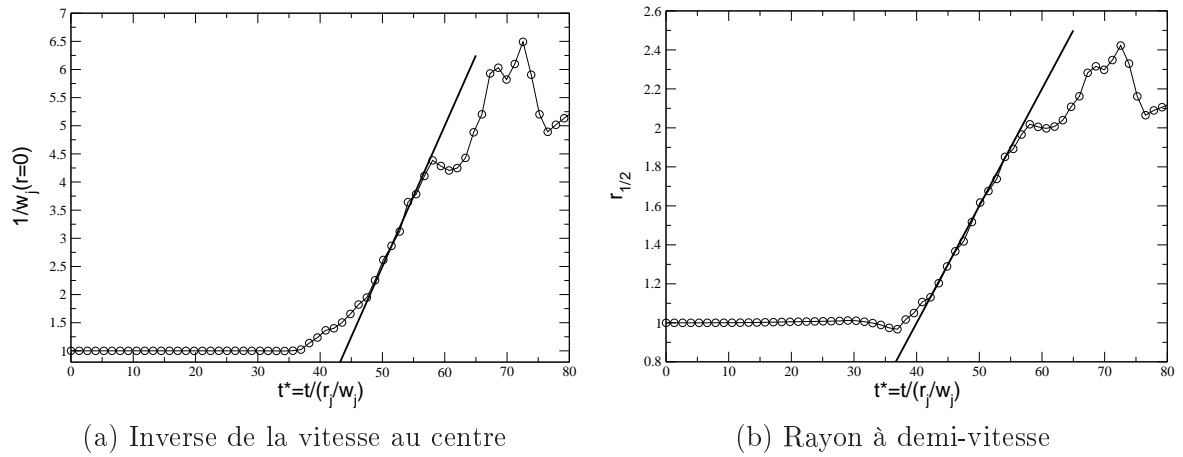 7
6.5
6
5.5
5
4.5
4
3.5
3
2.5
2
1.5
1
1/w_j(r=0)
0 10 20 30 40 50 60 70 80
t*=t/(r_j/w_j)
(a) Inverse de la vitesse au centre
2.6
2.4
2.2
2
1.8
1.6
1.4
1.2
1
0.8
r_{1/2}
0 10 20 30 40 50 60 70 80
t*=t/(r_j/w_j)
(b) Rayon à demi-vitesse